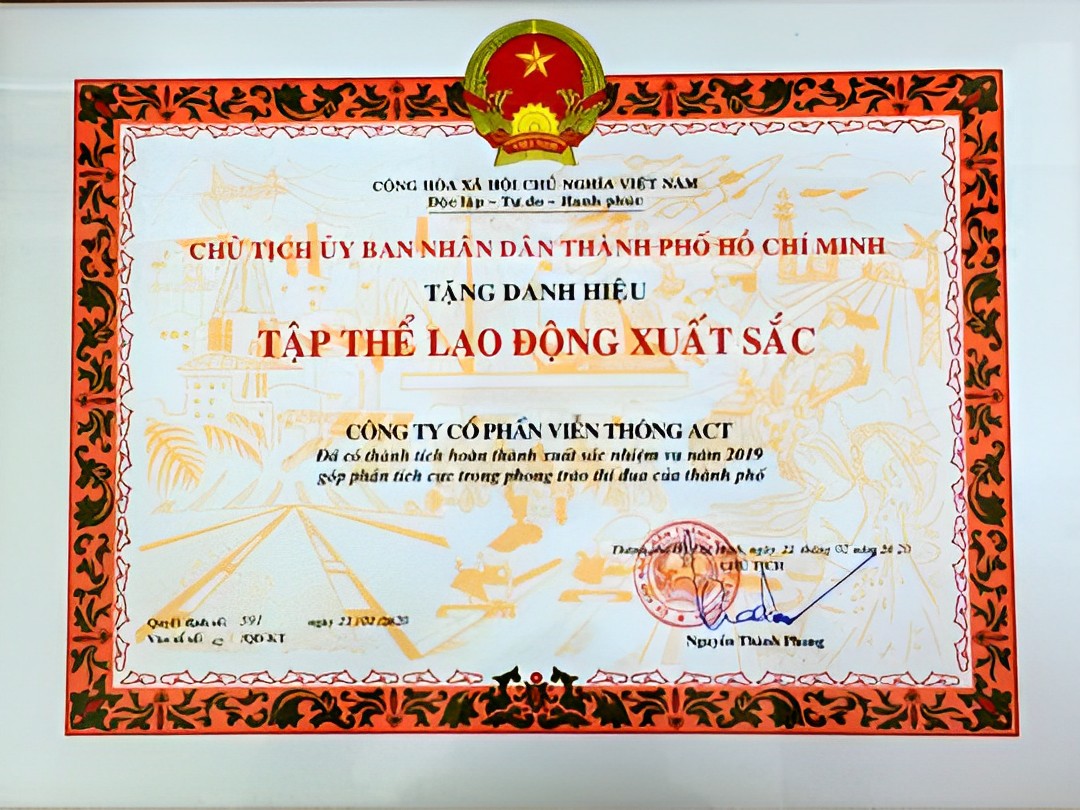 CỘNG HÒA XÃ HỘI CHỦ NGHĨA VIỆT NAM
Độc lập - Tự do - Hạnh phúc
CHỦ TỊCH ỦY BAN NHÂN DÂN THÀNH PHỐ HỒ CHÍ MINH
TẶNG DANH HIỆU
TẬP THỂ LAO ĐỘNG XUẤT SẮC
CÔNG TY CỔ PHẦN VIỄN THÔNG ACT
Đã có thành tích hoàn thành xuất sắc nhiệm vụ năm 2019
góp phần tích cực trong phong trào thi đua của thành phố
Thành phố Hồ Chí Minh, ngày 21 tháng 02 năm 2020
CHỦ TỊCH
Quyết định số 591 ngày 21/02/2020
Vào sổ số /QĐ.KT
Nguyễn Thành Phong